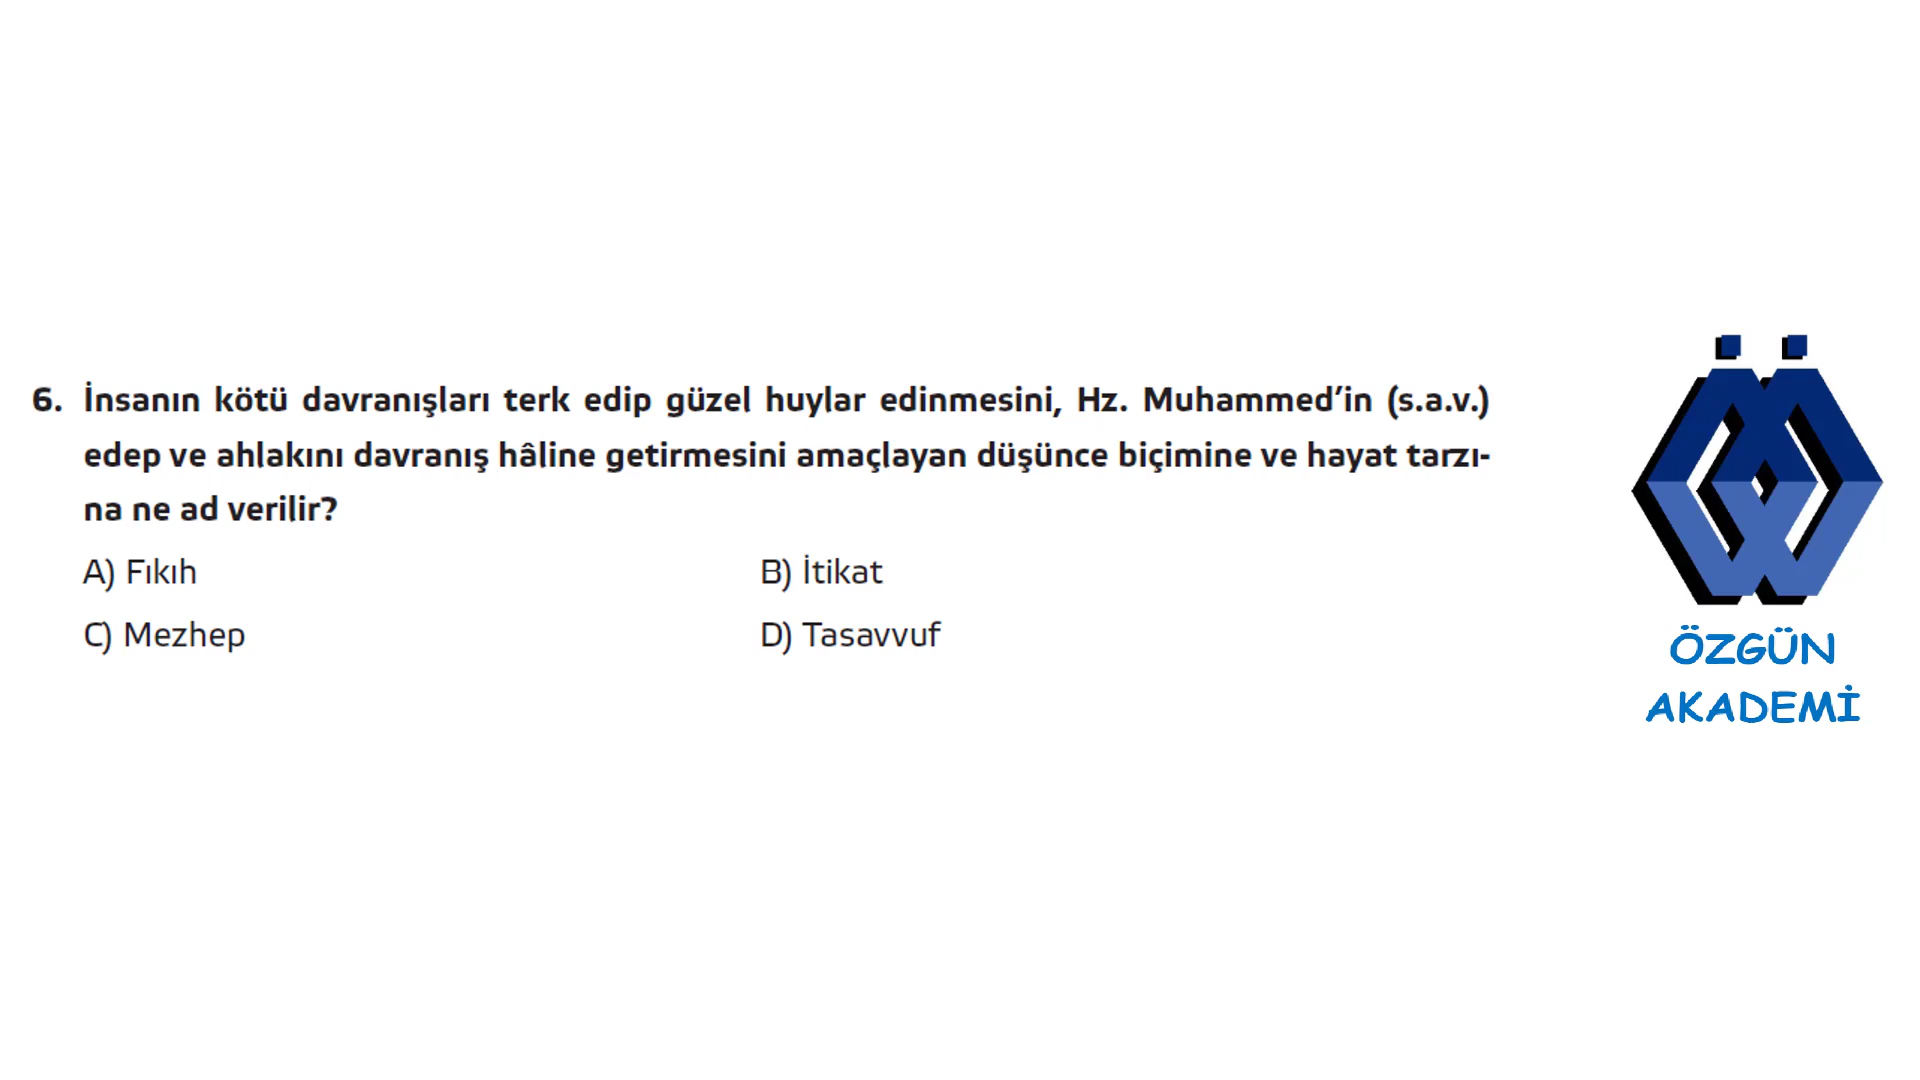 6. İnsanın kötü davranışları terk edip güzel huylar edinmesini, Hz. Muhammed’in (s.a.v.)
edep ve ahlakını davranış hâline getirmesini amaçlayan düşünce biçimine ve hayat tarzı-
na ne ad verilir?
A) Fıkıh B) İtikat
C) Mezhep D) Tasavvuf
ÖZGÜN
AKADEMİ